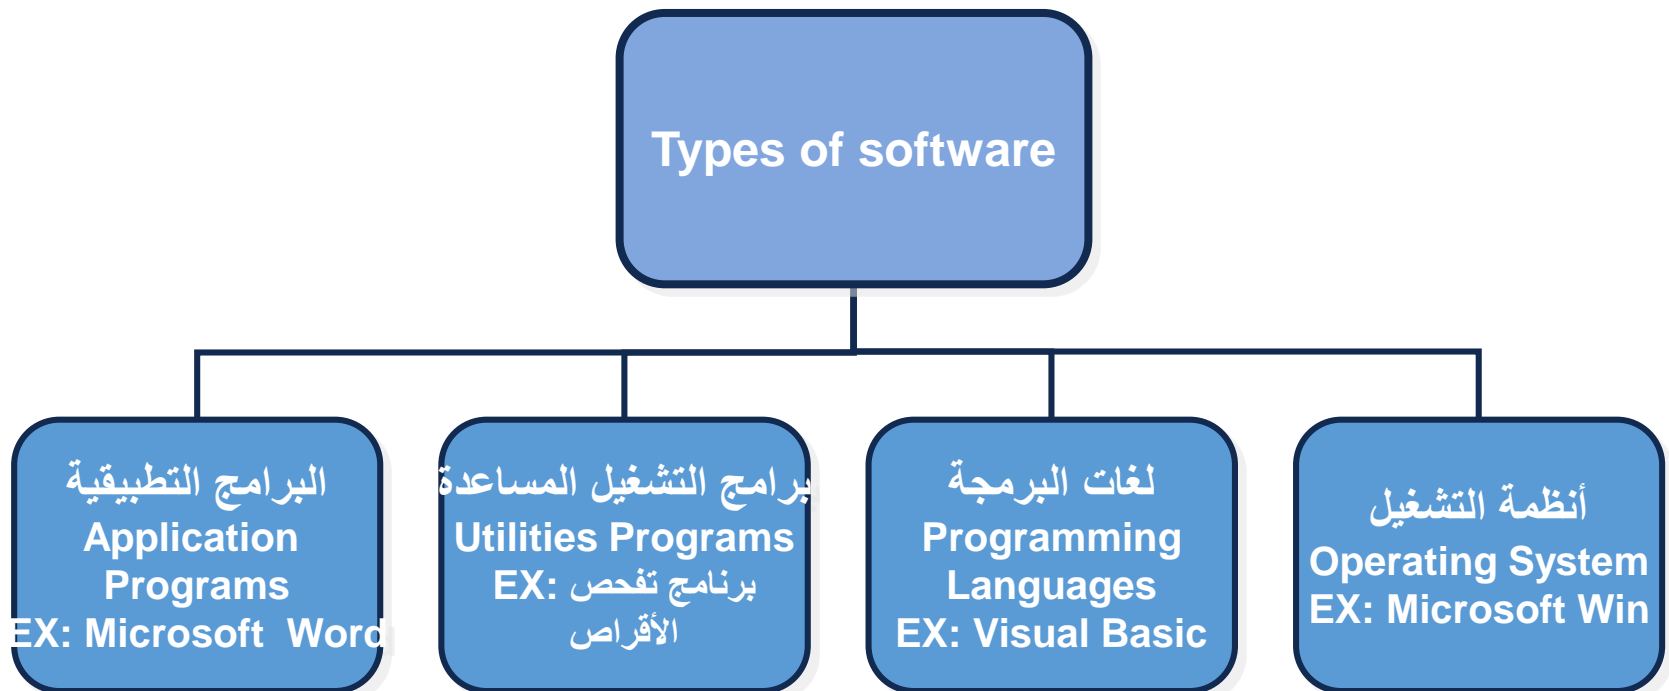 Types of software
البرامج التطبيقية
Application
Programs
EX: Microsoft Word
برامج التشغيل المساعدة
Utilities Programs
EX: برنامج تفحص
الأقراص
لغات البرمجة
Programming
Languages
EX: Visual Basic
أنظمة التشغيل
Operating System
EX: Microsoft Win